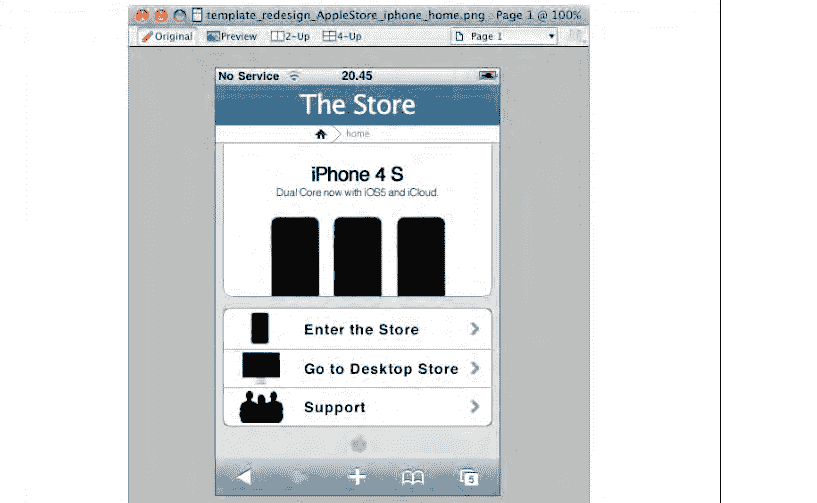 template_redesign_AppleStore_iphone_home.png - Page 1 @ 100%
Original Preview 2-Up 4-Up Page 1
No Service 20.45
The Store
home
iPhone 4 S
Dual Core now with iOS5 and iCloud.
Enter the Store
Go to Desktop Store
Support
5